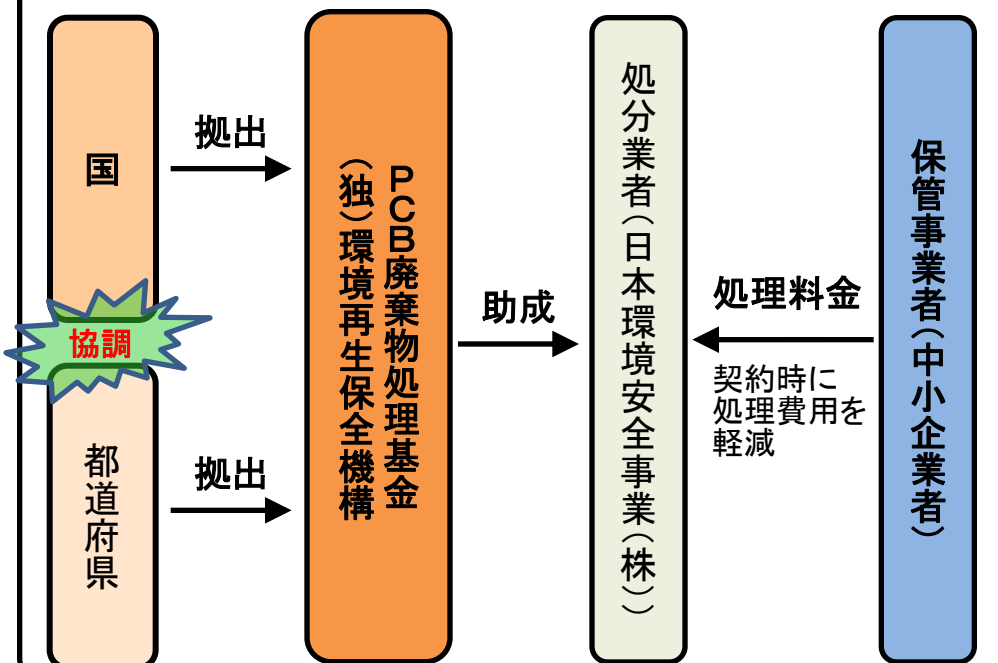 国
協調
都道府県
拠出
拠出
PCB廃棄物処理基金
(独)環境再生保全機構
助成
処分業者(日本環境安全事業(株))
処理料金
契約時に
処理費用を
軽減
保管事業者(中小企業者)